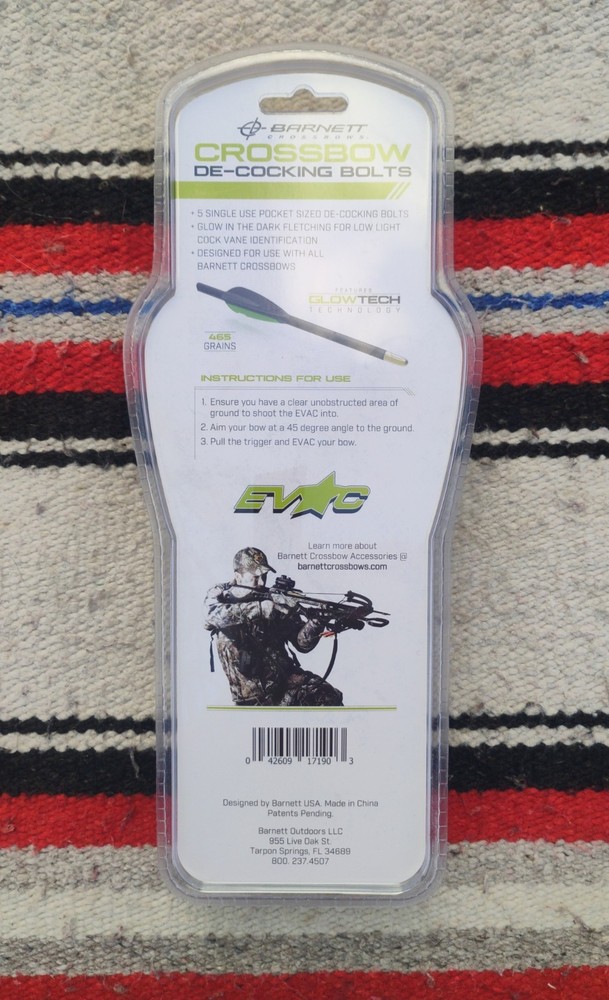 BARNETT
CROSSBOWS
CROSSBOW
DE-COCKING BOLTS
• 5 SINGLE USE POCKET SIZED DE-COCKING BOLTS
• GLOW IN THE DARK FLETCHING FOR LOW LIGHT
COCK VANE IDENTIFICATION
• DESIGNED FOR USE WITH ALL
BARNETT CROSSBOWS
FEATURES
GLOWTECH
TECHNOLOGY
465
GRAINS
INSTRUCTIONS FOR USE
1. Ensure you have a clear unobstructed area of
ground to shoot the EVAC into.
2. Aim your bow at a 45 degree angle to the ground.
3. Pull the trigger and EVAC your bow.
EVAC
Learn more about
Barnett Crossbow Accessories @
barnettcrossbows.com
0 42609 17190 3
Designed by Barnett USA. Made in China
Patents Pending.
Barnett Outdoors LLC
955 Live Oak St.
Tarpon Springs, FL 34689
800. 237.4507